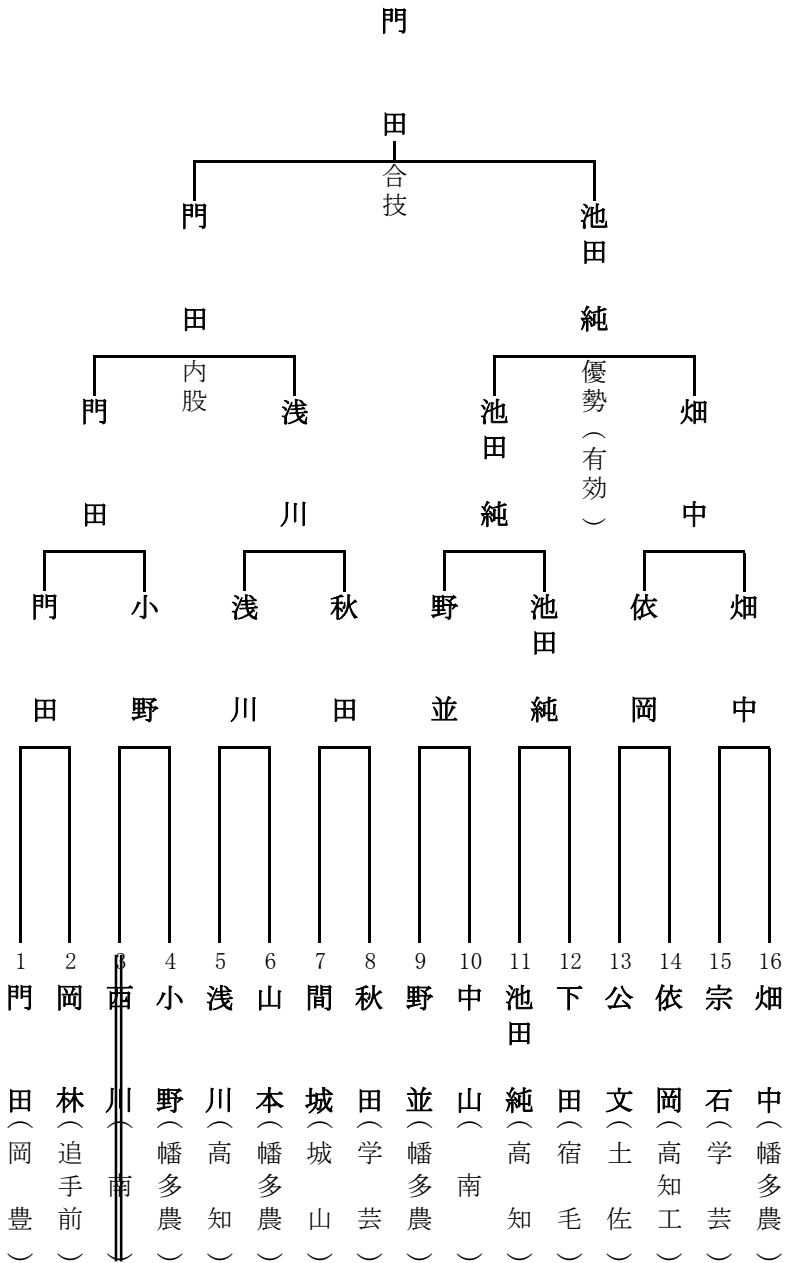 門田
合技
門田
池田純
内股
優勢（有効）
門田
浅川
池田純
畑中
門田
小野
浅川
秋田
野並
池田純
依岡
畑中
1 門田（岡豊）
2 岡林（追手前）
3 西川（南）
4 小野（幡多農）
5 浅川（高知）
6 山本（幡多農）
7 間城（城山）
8 秋田（学芸）
9 野並（幡多農）
10 中山（南）
11 池田純（高知）
12 下田（宿毛）
13 公文（土佐）
14 依岡（高知工）
15 宗石（学芸）
16 畑中（幡多農）